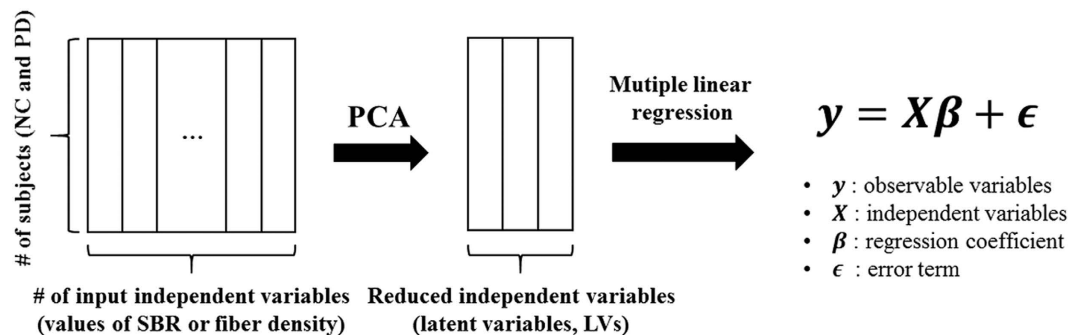 # of subjects (NC and PD)
...
PCA
Mutiple linear
regression
y = Xβ + ϵ
• y : observable variables
• X : independent variables
• β : regression coefficient
• ϵ : error term
# of input independent variables
(values of SBR or fiber density)
Reduced independent variables
(latent variables, LVs)